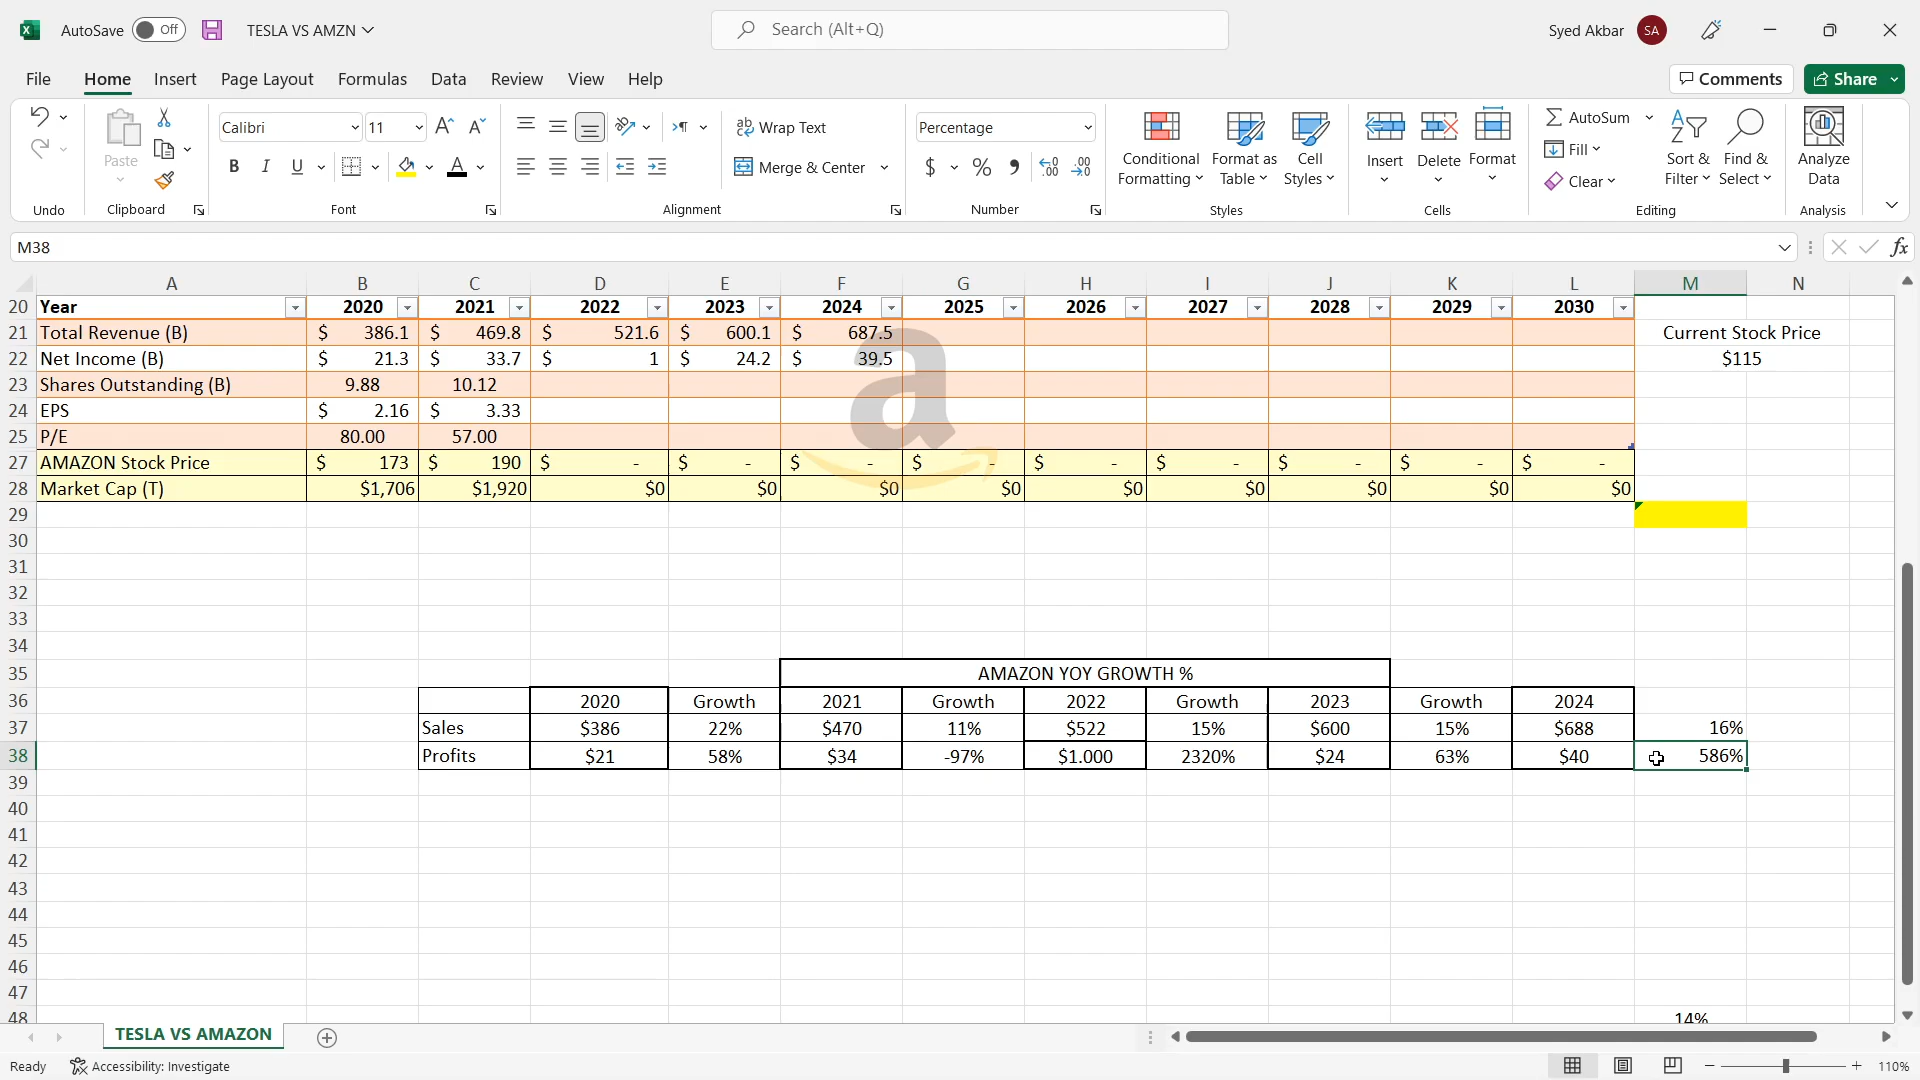 AutoSave Off TESLA VS AMZN Search (Alt+Q) Syed Akbar SA
File Home Insert Page Layout Formulas Data Review View Help Comments Share
Calibri 11 Wrap Text Percentage AutoSum
Paste B I U Merge & Center $ % Conditional Formatting Format as Table Cell Styles Insert Delete Format Fill Clear Sort & Filter Find & Select Analyze Data
Undo Clipboard Font Alignment Number Styles Cells Editing Analysis
M38 fx
A B C D E F G H I J K L M N
20 Year 2020 2021 2022 2023 2024 2025 2026 2027 2028 2029 2030
21 Total Revenue (B) $ 386.1 $ 469.8 $ 521.6 $ 600.1 $ 687.5 Current Stock Price
22 Net Income (B) $ 21.3 $ 33.7 $ 1 $ 24.2 $ 39.5 $115
23 Shares Outstanding (B) 9.88 10.12
24 EPS $ 2.16 $ 3.33
25 P/E 80.00 57.00
27 AMAZON Stock Price $ 173 $ 190 $ - $ - $ - $ - $ - $ - $ - $ - $ -
28 Market Cap (T) $1,706 $1,920 $0 $0 $0 $0 $0 $0 $0 $0 $0
29
30
31
32
33
34
35 AMAZON YOY GROWTH %
36 2020 Growth 2021 Growth 2022 Growth 2023 Growth 2024
37 Sales $386 22% $470 11% $522 15% $600 15% $688 16%
38 Profits $21 58% $34 -97% $1.000 2320% $24 63% $40 586%
39
40
41
42
43
44
45
46
47
48 14%
TESLA VS AMAZON
Ready Accessibility: Investigate 110%